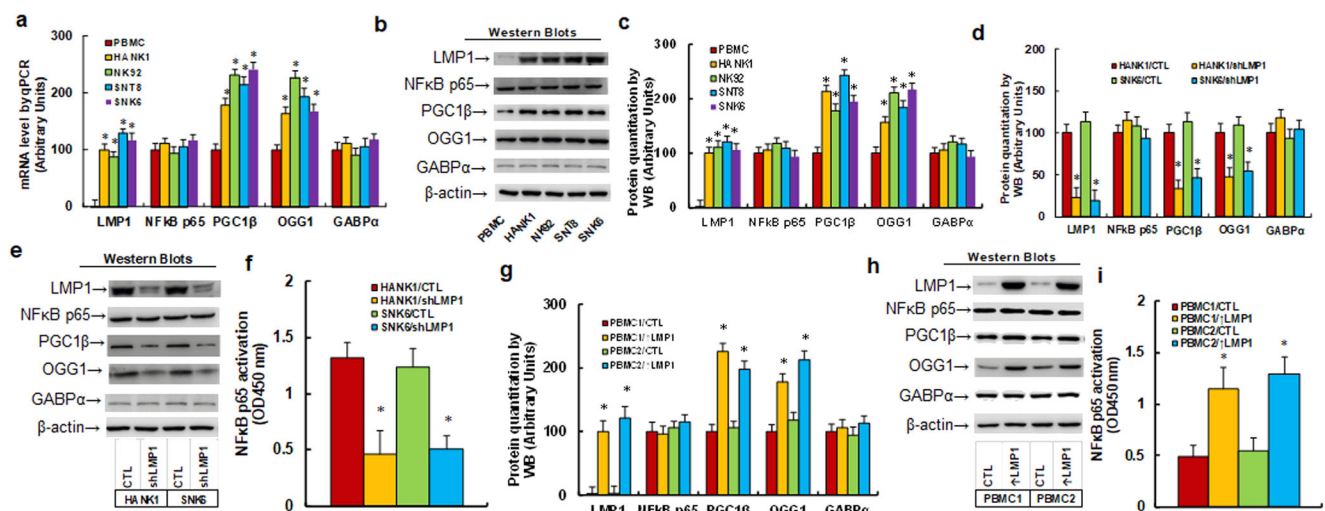 a
mRNA level by qPCR
(Arbitrary Units)
300
200
100
0
PBMC
HANK1
NK92
SNT8
SNK6
* * * * * * * * * * * *
LMP1 NFκB p65 PGC1β OGG1 GABPα
b
Western Blots
LMP1→
NFκB p65→
PGC1β→
OGG1→
GABPα→
β-actin→
PBMC HANK1 NK92 SNT8 SNK6
c
Protein quantitation by
WB (Arbitrary Units)
300
200
100
0
PBMC
HANK1
NK92
SNT8
SNK6
* * * * * * * * * * * *
LMP1 NFκB p65 PGC1β OGG1 GABPα
d
Protein quantitation by
WB (Arbitrary Units)
200
150
100
50
0
HANK1/CTL HANK1/shLMP1
SNK6/CTL SNK6/shLMP1
* * * * * *
LMP1 NFκB p65 PGC1β OGG1 GABPα
e
Western Blots
LMP1→
NFκB p65→
PGC1β→
OGG1→
GABPα→
β-actin→
CTL shLMP1 CTL shLMP1
HANK1 SNK6
f
NFκB p65 activation
(OD450 nm)
2
1.5
1
0.5
0
HANK1/CTL
HANK1/shLMP1
SNK6/CTL
SNK6/shLMP1
* *
g
Protein quantitation by
WB (Arbitrary Units)
300
200
100
0
PBMC1/CTL
PBMC1/↑LMP1
PBMC2/CTL
PBMC2/↑LMP1
* * * * * *
LMP1 NFκB p65 PGC1β OGG1 GABPα
h
Western Blots
LMP1→
NFκB p65→
PGC1β→
OGG1→
GABPα→
β-actin→
CTL ↑LMP1 CTL ↑LMP1
PBMC1 PBMC2
i
NFκB p65 activation
(OD450 nm)
2
1.5
1
0.5
0
PBMC1/CTL
PBMC1/↑LMP1
PBMC2/CTL
PBMC2/↑LMP1
* *